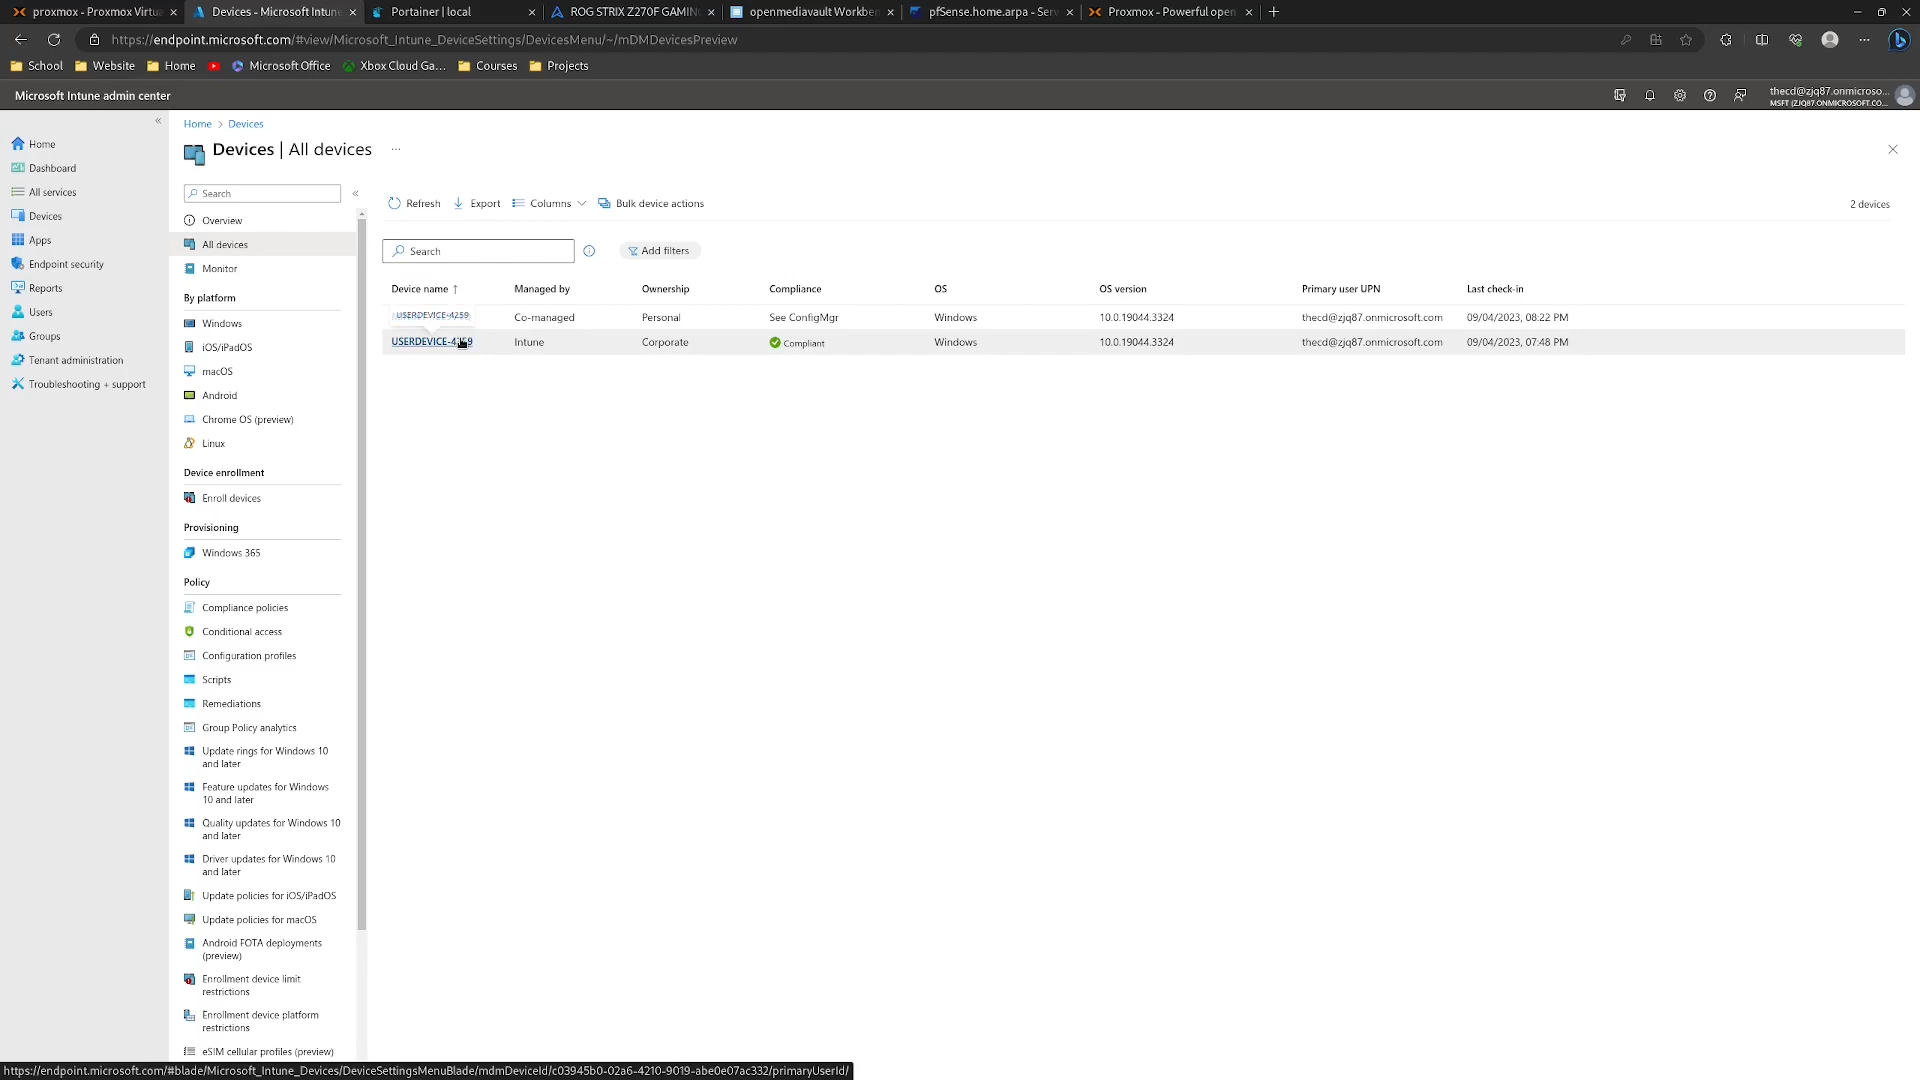 proxmox - Proxmox Virtua
Devices - Microsoft Intune
Portainer | local
ROG STRIX Z270F GAMIN
openmediavault Workben
pfSense.home.arpa - Ser
Proxmox - Powerful open
https://endpoint.microsoft.com/#view/Microsoft_Intune_DeviceSettings/DevicesMenu/~/mDMDevicesPreview
School
Website
Home
Microsoft Office
Xbox Cloud Ga...
Courses
Projects
Microsoft Intune admin center
thecd@zjq87.onmicroso...
MSFT (ZJQ87.ONMICROSOFT.CO...
Home
Dashboard
All services
Devices
Apps
Endpoint security
Reports
Users
Groups
Tenant administration
Troubleshooting + support
Home > Devices
Devices | All devices ...
Search
Overview
All devices
Monitor
By platform
Windows
iOS/iPadOS
macOS
Android
Chrome OS (preview)
Linux
Device enrollment
Enroll devices
Provisioning
Windows 365
Policy
Compliance policies
Conditional access
Configuration profiles
Scripts
Remediations
Group Policy analytics
Update rings for Windows 10
and later
Feature updates for Windows
10 and later
Quality updates for Windows 10
and later
Driver updates for Windows 10
and later
Update policies for iOS/iPadOS
Update policies for macOS
Android FOTA deployments
(preview)
Enrollment device limit
restrictions
Enrollment device platform
restrictions
eSIM cellular profiles (preview)
Refresh Export Columns Bulk device actions
2 devices
Search
Add filters
Device name ↑ Managed by Ownership Compliance OS OS version Primary user UPN Last check-in
USERDEVICE-4259
Co-managed Personal See ConfigMgr Windows 10.0.19044.3324 thecd@zjq87.onmicrosoft.com 09/04/2023, 08:22 PM
USERDEVICE-4259 Intune Corporate Compliant Windows 10.0.19044.3324 thecd@zjq87.onmicrosoft.com 09/04/2023, 07:48 PM
https://endpoint.microsoft.com/#blade/Microsoft_Intune_Devices/DeviceSettingsMenuBlade/mdmDeviceId/c03945b0-02a6-4210-9019-abe0e07ac332/primaryUserId/